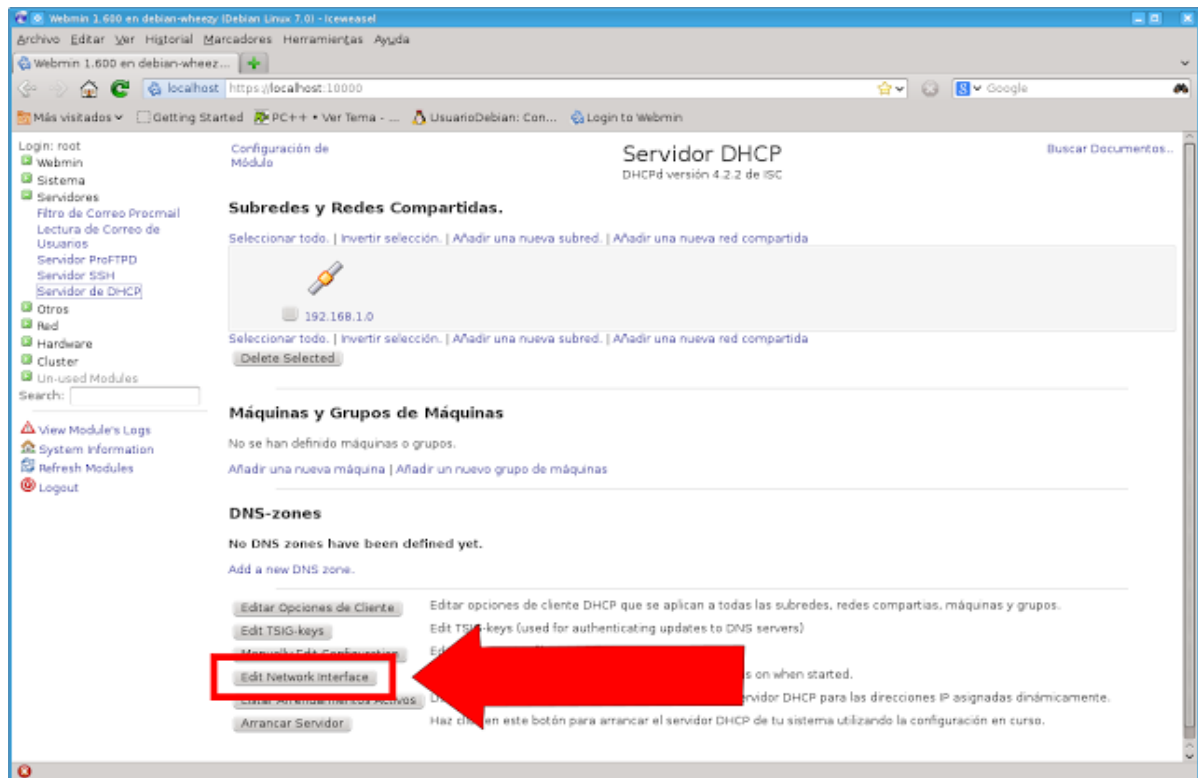 Webmin 1.600 en debian-wheezy (Debian Linux 7.0) - Iceweasel
Archivo Editar Ver Historial Marcadores Herramientas Ayuda
Webmin 1.600 en debian-wheez...
localhost https://localhost:10000 Google
Más visitados Getting Started PC++ • Ver Tema - ... UsuarioDebian: Con... Login to Webmin
Login: root
Webmin
Sistema
Servidores
Filtro de Correo Procmail
Lectura de Correo de
Usuarios
Servidor ProFTPD
Servidor SSH
Servidor de DHCP
Otros
Red
Hardware
Cluster
Un-used Modules
Search:
View Module's Logs
System Information
Refresh Modules
Logout
Configuración de
Módulo
Servidor DHCP
DHCPd versión 4.2.2 de ISC
Buscar Documentos..
Subredes y Redes Compartidas.
Seleccionar todo. | Invertir selección. | Añadir una nueva subred. | Añadir una nueva red compartida
192.168.1.0
Seleccionar todo. | Invertir selección. | Añadir una nueva subred. | Añadir una nueva red compartida
Delete Selected
Máquinas y Grupos de Máquinas
No se han definido máquinas o grupos.
Añadir una nueva máquina | Añadir un nuevo grupo de máquinas
DNS-zones
No DNS zones have been defined yet.
Add a new DNS zone.
Editar Opciones de Cliente Editar opciones de cliente DHCP que se aplican a todas las subredes, redes compartias, máquinas y grupos.
Edit TSIG-keys Edit TSIG-keys (used for authenticating updates to DNS servers)
Manually Edit Configuration
Edit Network Interface on when started.
Listar Arrendamientos Activos DHCP para las direcciones IP asignadas dinámicamente.
Arrancar Servidor Haz clic en este botón para arrancar el servidor DHCP de tu sistema utilizando la configuración en curso.